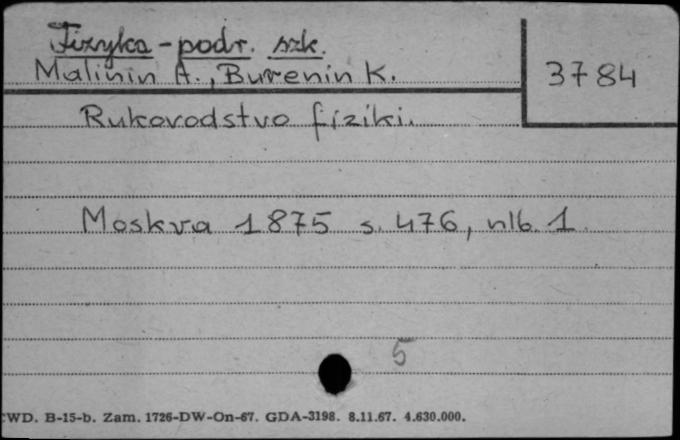 Fizyka - podr. szk.
Malinin A., Burenin K.
3784
Rukovodstvo fiziki.
Moskva 1875 s. 476, nlb. 1.
5
WD. B-15-b. Zam. 1726-DW-On-67. GDA-3198. 8.11.67. 4.630.000.